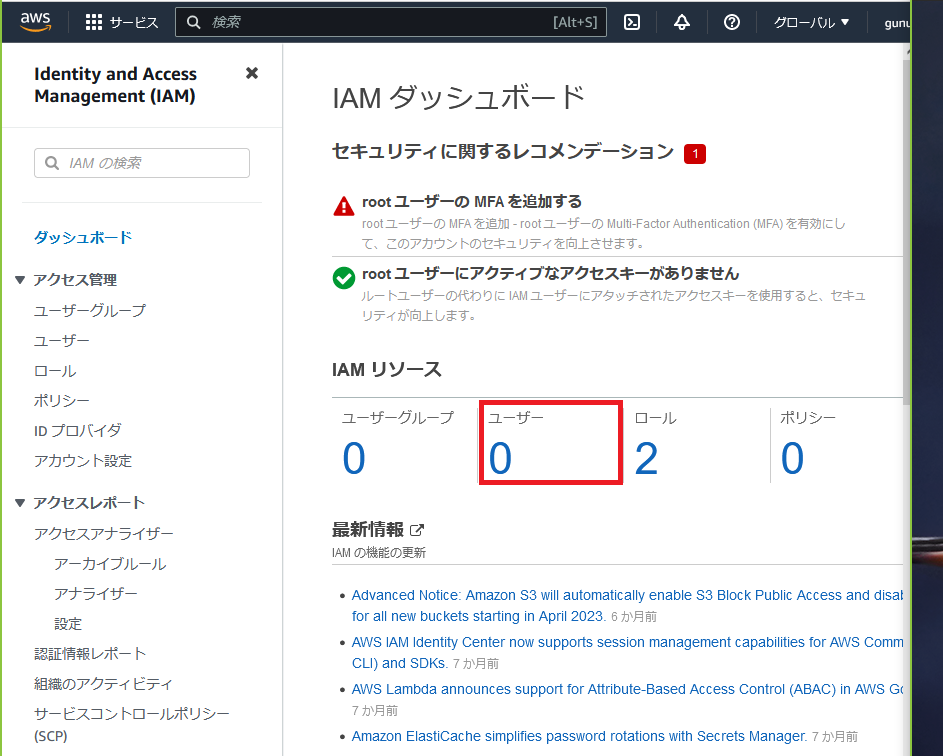 aws
サービス
検索
[Alt+S]
グローバル ▼
Identity and Access
Management (IAM)
IAM の検索
ダッシュボード
▼ アクセス管理
ユーザーグループ
ユーザー
ロール
ポリシー
ID プロバイダ
アカウント設定
▼ アクセスレポート
アクセスアナライザー
アーカイブルール
アナライザー
設定
認証情報レポート
組織のアクティビティ
サービスコントロールポリシー
(SCP)
IAM ダッシュボード
セキュリティに関するレコメンデーション 1
root ユーザーの MFA を追加する
root ユーザーの MFA を追加 - root ユーザーの Multi-Factor Authentication (MFA) を有効にし
て、このアカウントのセキュリティを向上させます。
root ユーザーにアクティブなアクセスキーがありません
ルートユーザーの代わりに IAM ユーザーにアタッチされたアクセスキーを使用すると、セキュ
リティが向上します。
IAM リソース
ユーザーグループ
0
ユーザー
0
ロール
2
ポリシー
0
最新情報
IAM の機能の更新
Advanced Notice: Amazon S3 will automatically enable S3 Block Public Access and
for all new buckets starting in April 2023. 6 か月前
AWS IAM Identity Center now supports session management capabilities for AWS
CLI) and SDKs. 7 か月前
AWS Lambda announces support for Attribute-Based Access Control (ABAC) in AWS
7 か月前
Amazon ElastiCache simplifies password rotations with Secrets Manager. 7 か月前